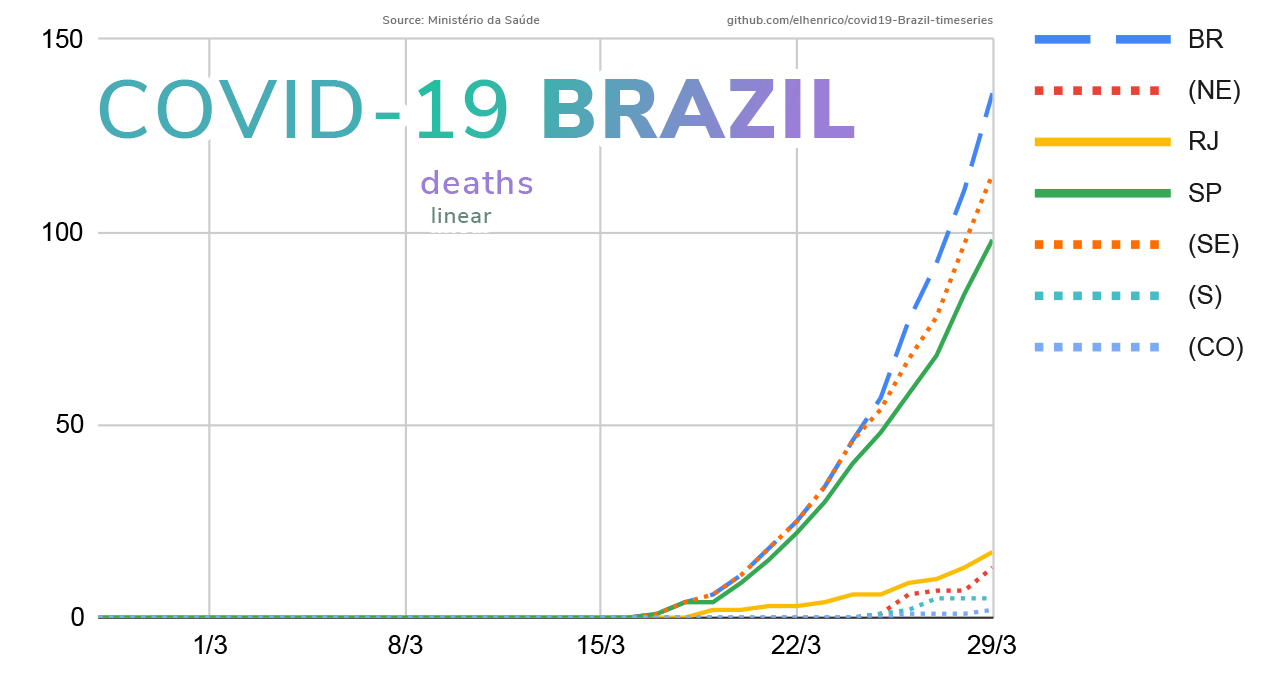 Source: Ministério da Saúde
github.com/elhenrico/covid19-Brazil-timeseries
COVID-19 BRAZIL
deaths
linear
150
100
50
0
1/3
8/3
15/3
22/3
29/3
BR
(NE)
RJ
SP
(SE)
(S)
(CO)